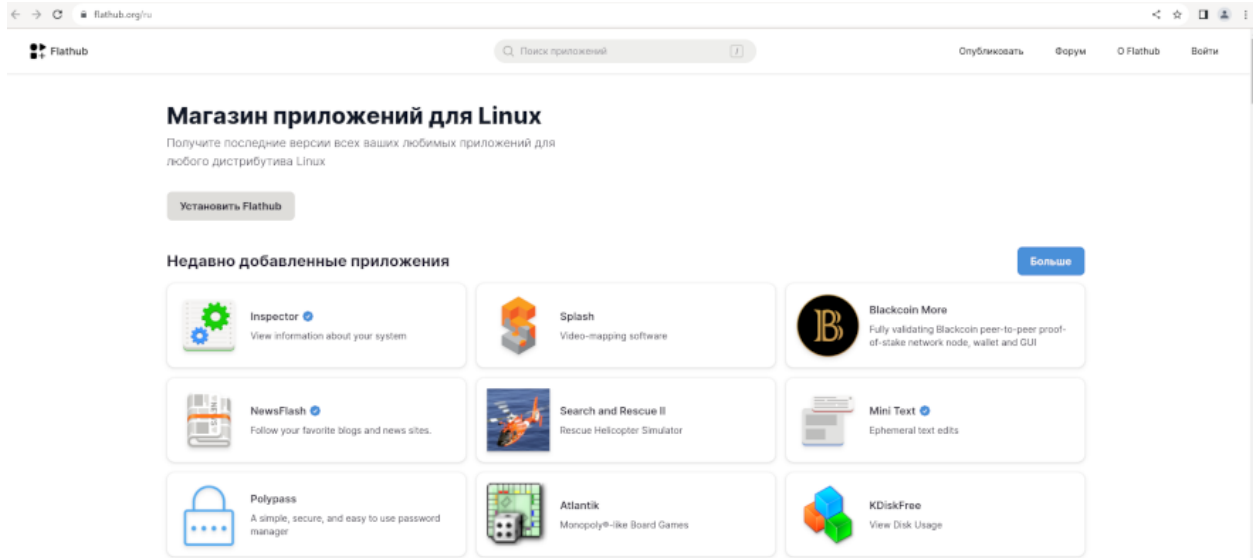 flathub.org/ru
Flathub
Поиск приложений
/
Опубликовать
Форум
О Flathub
Войти
Магазин приложений для Linux
Получите последние версии всех ваших любимых приложений для
любого дистрибутива Linux
Установить Flathub
Недавно добавленные приложения
Больше
Inspector
View information about your system
Splash
Video-mapping software
Blackcoin More
Fully validating Blackcoin peer-to-peer proof-
of-stake network node, wallet and GUI
NewsFlash
Follow your favorite blogs and news sites.
Search and Rescue II
Rescue Helicopter Simulator
Mini Text
Ephemeral text edits
Polypass
A simple, secure, and easy to use password
manager
Atlantik
Monopoly®-like Board Games
KDiskFree
View Disk Usage